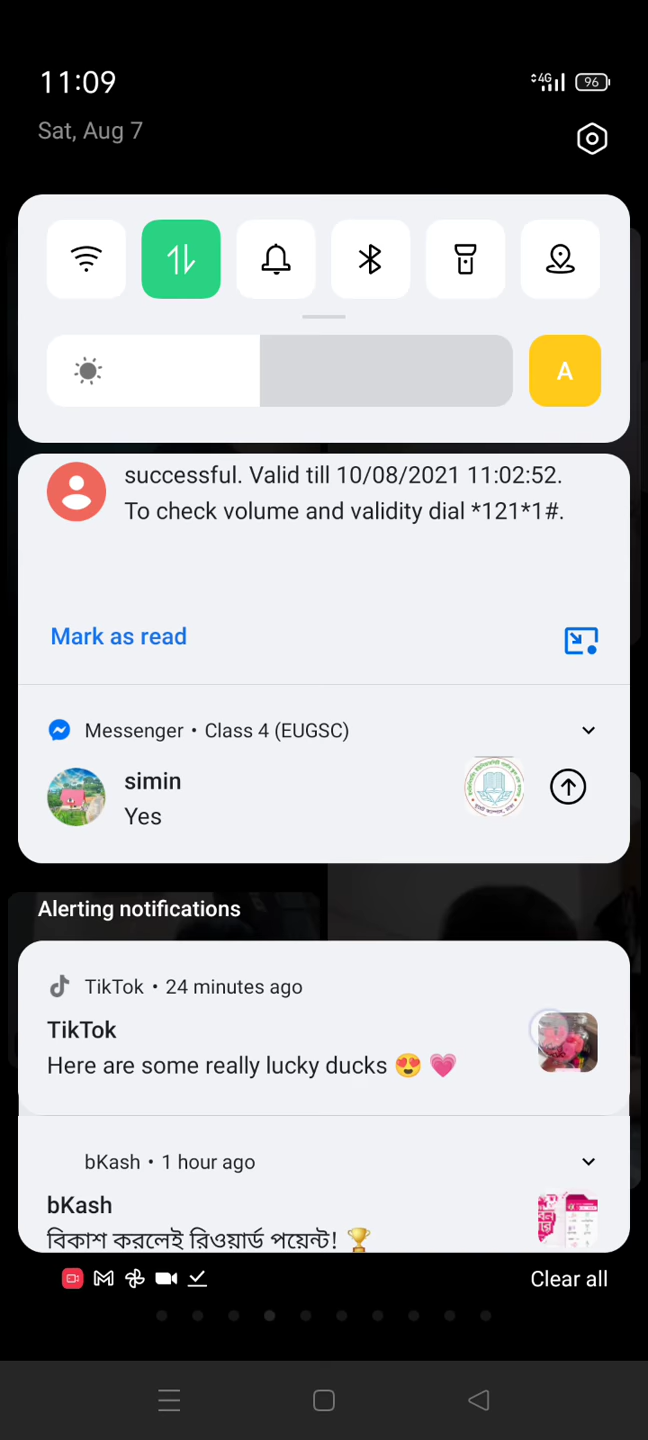 11:09
4G
96
Sat, Aug 7
A
successful. Valid till 10/08/2021 11:02:52.
To check volume and validity dial *121*1#.
Mark as read
Messenger • Class 4 (EUGSC)
simin
Yes
Alerting notifications
TikTok • 24 minutes ago
TikTok
Here are some really lucky ducks 😍 💗
bKash • 1 hour ago
bKash
বিকাশ করলেই রিওয়ার্ড পয়েন্ট! 🏆
Clear all